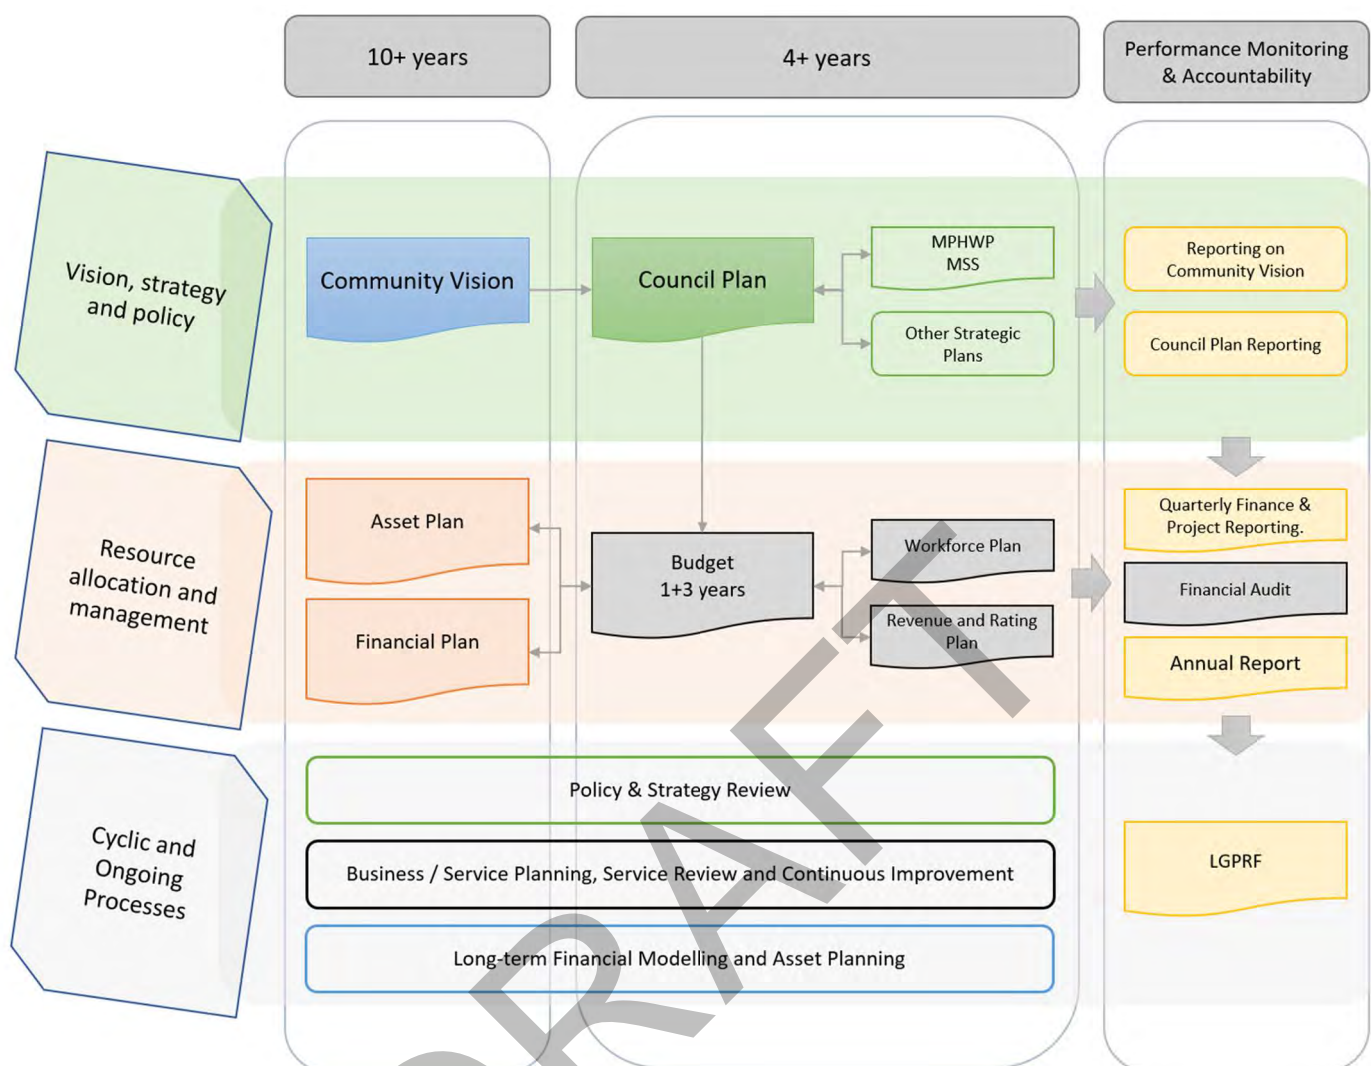 10+ years
4+ years
Performance Monitoring
& Accountability
Vision, strategy
and policy
Community Vision
Council Plan
MPHWP
MSS
Other Strategic
Plans
Reporting on
Community Vision
Council Plan Reporting
Resource
allocation and
management
Asset Plan
Financial Plan
Budget
1+3 years
Workforce Plan
Revenue and Rating
Plan
Quarterly Finance &
Project Reporting.
Financial Audit
Annual Report
Cyclic and
Ongoing
Processes
Policy & Strategy Review
Business / Service Planning, Service Review and Continuous Improvement
Long-term Financial Modelling and Asset Planning
LGPRF
DRAFT